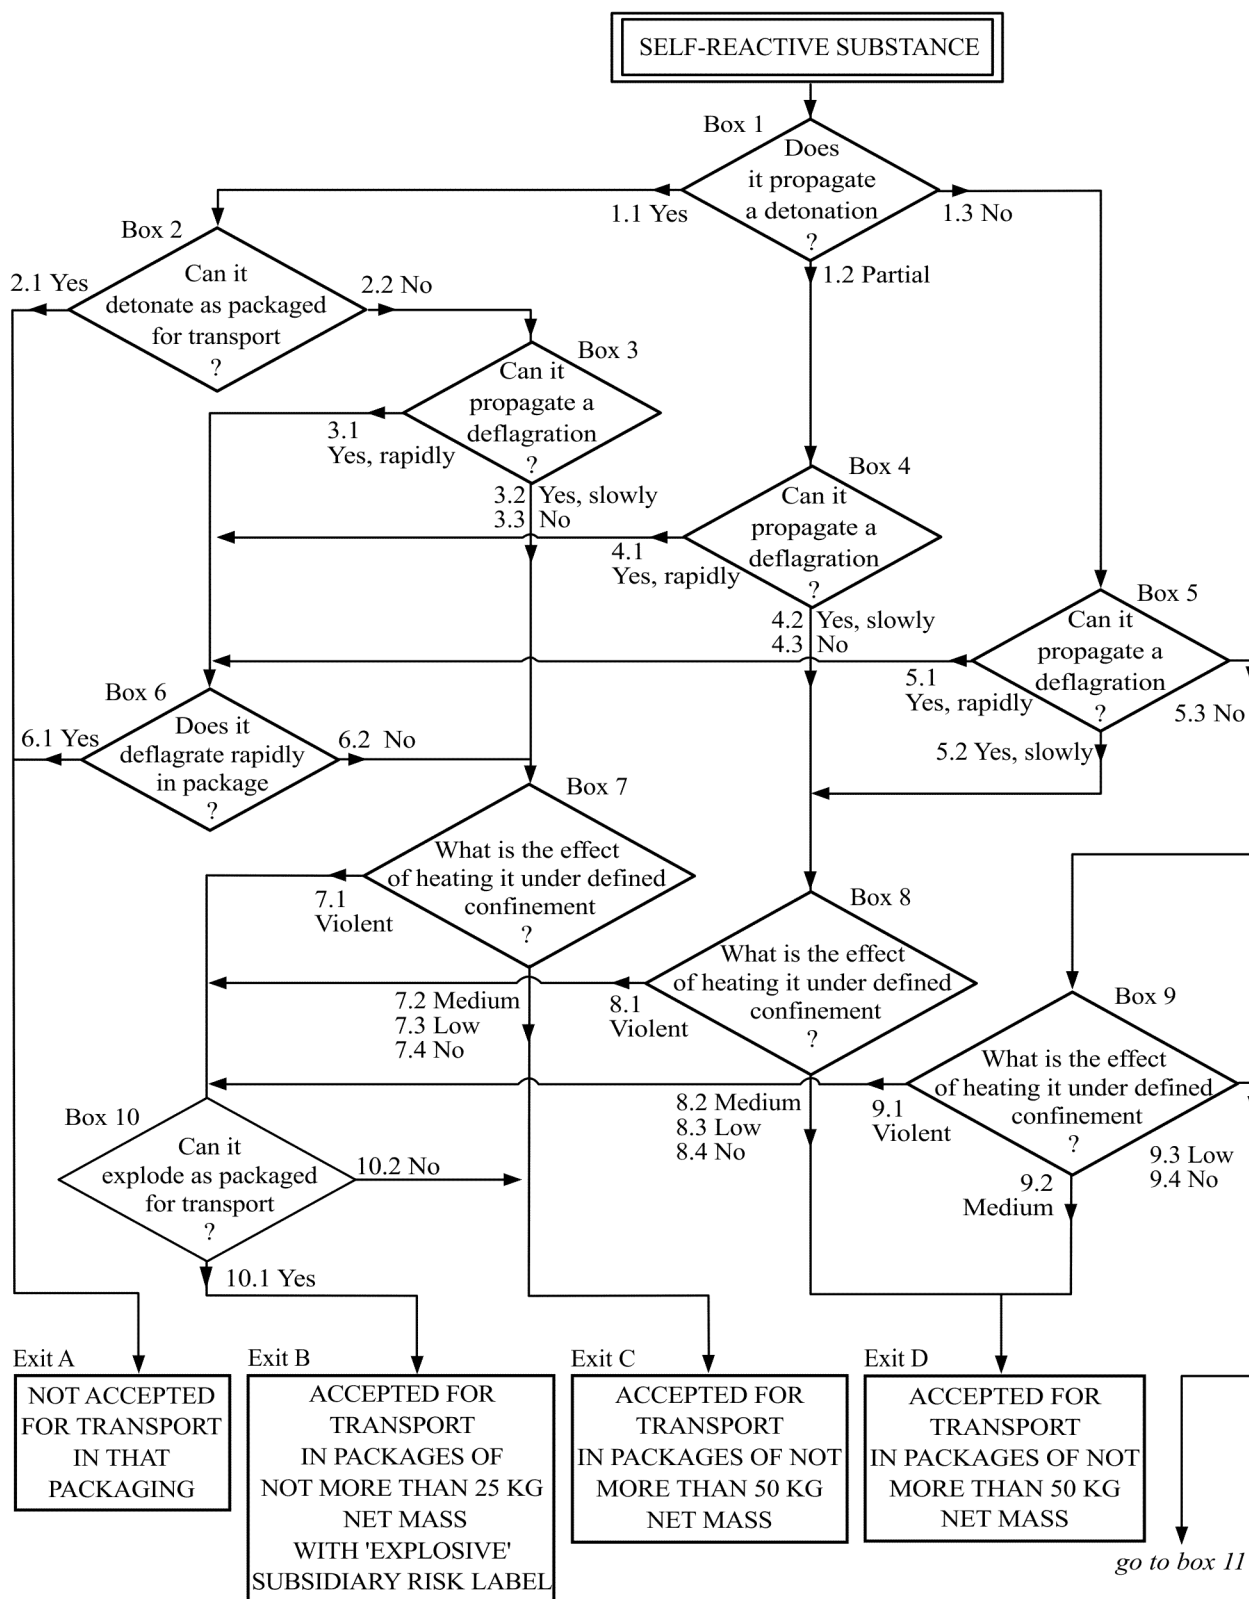 SELF-REACTIVE SUBSTANCE
Box 1
Does
it propagate
a detonation
?
1.1 Yes
1.3 No
1.2 Partial
Box 2
Can it
detonate as packaged
for transport
?
2.1 Yes
2.2 No
Box 3
Can it
propagate a
deflagration
?
3.1
Yes, rapidly
3.2 Yes, slowly
3.3 No
Box 4
Can it
propagate a
deflagration
?
4.1
Yes, rapidly
4.2 Yes, slowly
4.3 No
Box 5
Can it
propagate a
deflagration
?
5.1
Yes, rapidly
5.3 No
5.2 Yes, slowly
Box 6
Does it
deflagrate rapidly
in package
?
6.1 Yes
6.2 No
Box 7
What is the effect
of heating it under defined
confinement
?
7.1
Violent
7.2 Medium
7.3 Low
7.4 No
Box 8
What is the effect
of heating it under defined
confinement
?
8.1
Violent
8.2 Medium
8.3 Low
8.4 No
Box 9
What is the effect
of heating it under defined
confinement
?
9.1
Violent
9.3 Low
9.4 No
9.2
Medium
Box 10
Can it
explode as packaged
for transport
?
10.2 No
10.1 Yes
Exit A
NOT ACCEPTED
FOR TRANSPORT
IN THAT
PACKAGING
Exit B
ACCEPTED FOR
TRANSPORT
IN PACKAGES OF
NOT MORE THAN 25 KG
NET MASS
WITH 'EXPLOSIVE'
SUBSIDIARY RISK LABEL
Exit C
ACCEPTED FOR
TRANSPORT
IN PACKAGES OF NOT
MORE THAN 50 KG
NET MASS
Exit D
ACCEPTED FOR
TRANSPORT
IN PACKAGES OF NOT
MORE THAN 50 KG
NET MASS
go to box 11